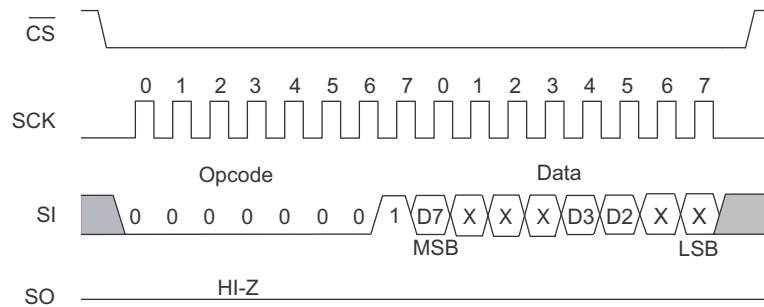 CS
0 1 2 3 4 5 6 7 0 1 2 3 4 5 6 7
SCK
Opcode Data
SI 0 0 0 0 0 0 0 1 D7 X X X D3 D2 X X
MSB LSB
HI-Z
SO